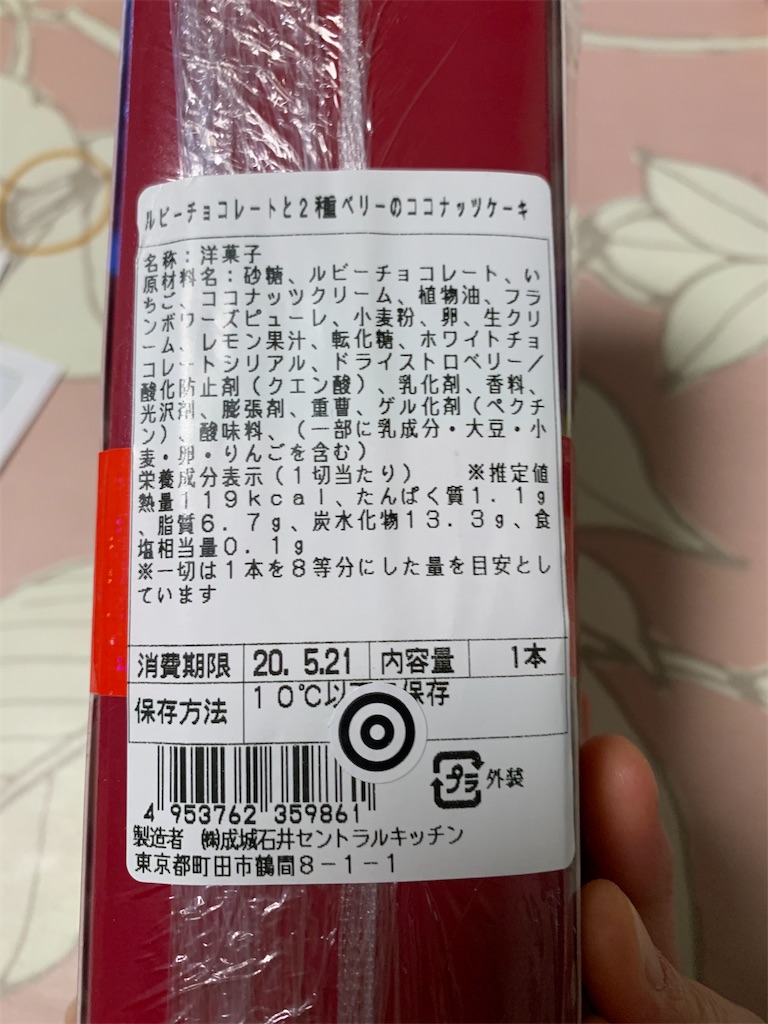 ルビーチョコレートと2種ベリーのココナッツケーキ
名称：洋菓子
原材料名：砂糖、ルビーチョコレート、い
ちご、ココナッツクリーム、植物油、フラ
ンボワーズピューレ、小麦粉、卵、生クリ
ーム、レモン果汁、転化糖、ホワイトチョ
コレートシリアル、ドライストロベリー／
酸化防止剤（クエン酸）、乳化剤、香料、
光沢剤、膨張剤、重曹、ゲル化剤（ペクチ
ン）、酸味料、（一部に乳成分・大豆・小
麦・卵・りんごを含む）
栄養成分表示（１切当たり） ※推定値
熱量１１９ｋｃａｌ、たんぱく質１．１ｇ
、脂質６．７ｇ、炭水化物１３．３ｇ、食
塩相当量０．１ｇ
※一切は１本を８等分にした量を目安とし
ています
消費期限 20. 5.21 内容量 1本
保存方法 １０℃以 保存
4 953762 359861
プラ 外装
製造者 ㈱成城石井セントラルキッチン
東京都町田市鶴間８－１－１